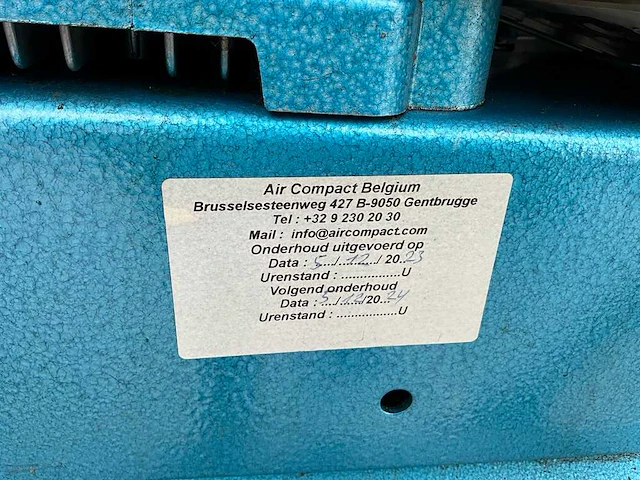 Air Compact Belgium
Brusselsesteenweg 427 B-9050 Gentbrugge
Tel : +32 9 230 20 30
Mail : info@aircompact.com
Onderhoud uitgevoerd op
Data : 5..../..12..../ 20..23
Urenstand : ................U
Volgend onderhoud
Data : 5..../12/20...24
Urenstand : .................U